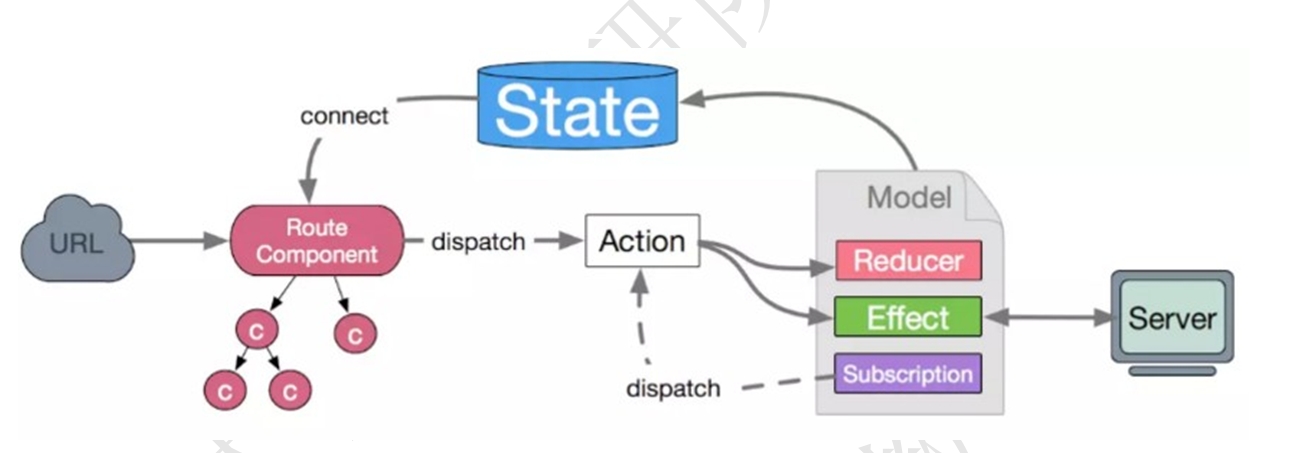 State
connect
Model
URL
Route
Component
dispatch
Action
Reducer
Effect
Server
Subscription
dispatch
C
C
C
C